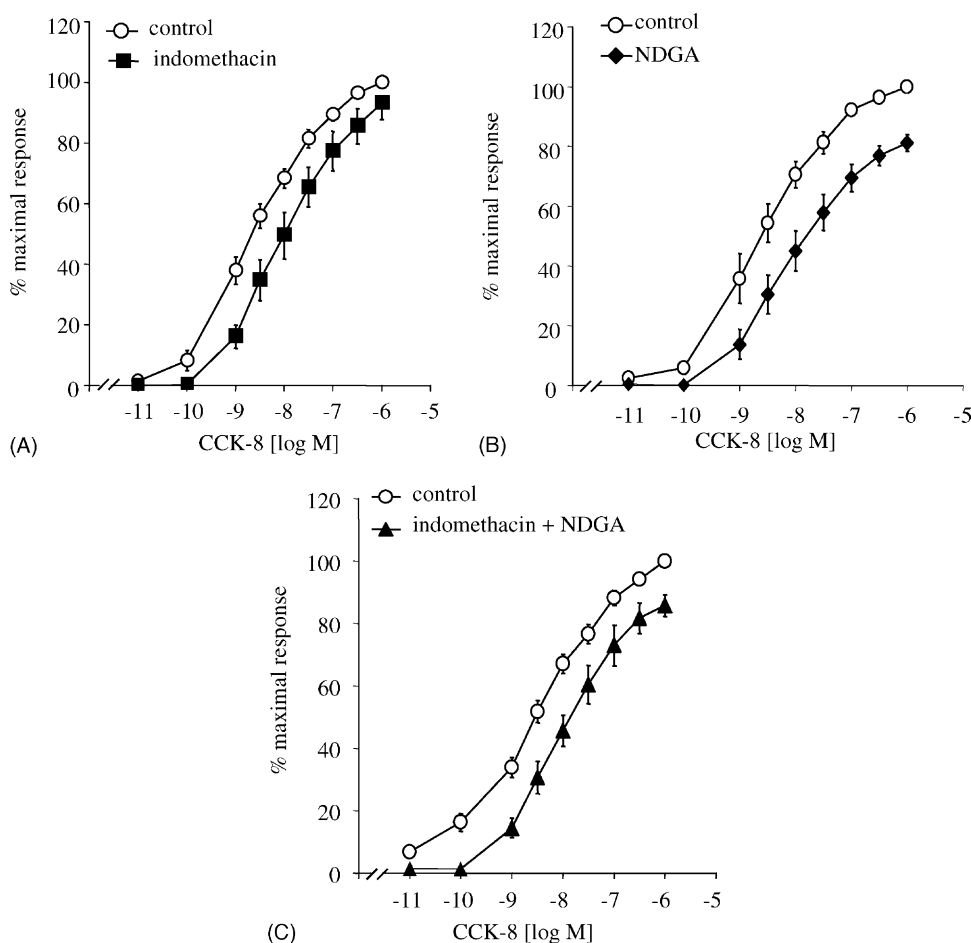 control
indomethacin
% maximal response
120
100
80
60
40
20
0
-11 -10 -9 -8 -7 -6 -5
CCK-8 [log M]
(A)
control
NDGA
% maximal response
120
100
80
60
40
20
0
-11 -10 -9 -8 -7 -6 -5
CCK-8 [log M]
(B)
control
indomethacin + NDGA
% maximal response
120
100
80
60
40
20
0
-11 -10 -9 -8 -7 -6 -5
CCK-8 [log M]
(C)